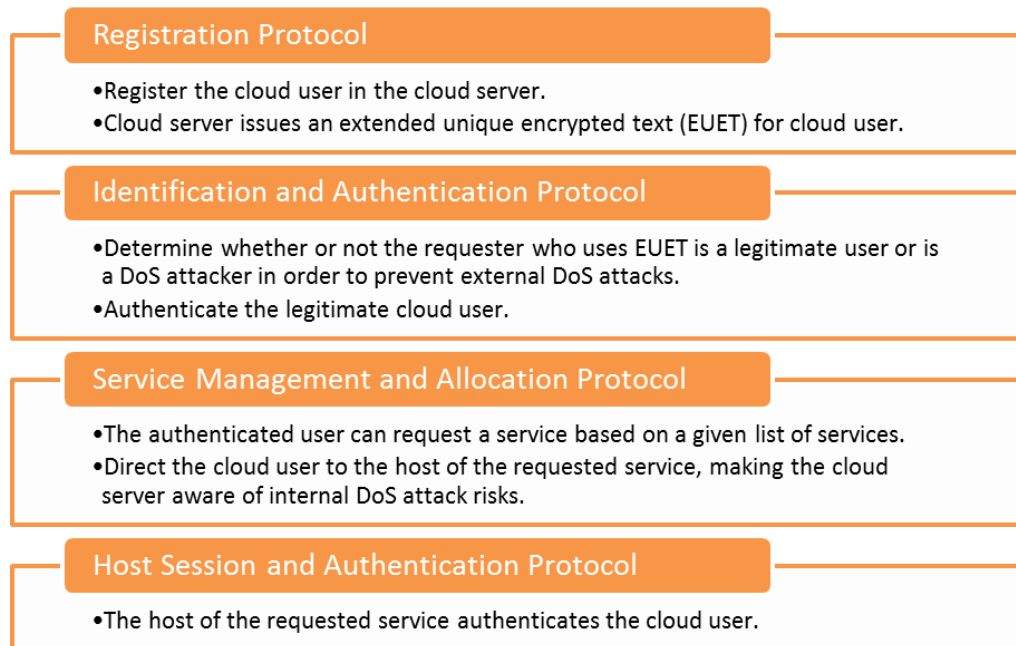 Registration Protocol
•Register the cloud user in the cloud server.
•Cloud server issues an extended unique encrypted text (EUET) for cloud user.
Identification and Authentication Protocol
•Determine whether or not the requester who uses EUET is a legitimate user or is
a DoS attacker in order to prevent external DoS attacks.
•Authenticate the legitimate cloud user.
Service Management and Allocation Protocol
•The authenticated user can request a service based on a given list of services.
•Direct the cloud user to the host of the requested service, making the cloud
server aware of internal DoS attack risks.
Host Session and Authentication Protocol
•The host of the requested service authenticates the cloud user.